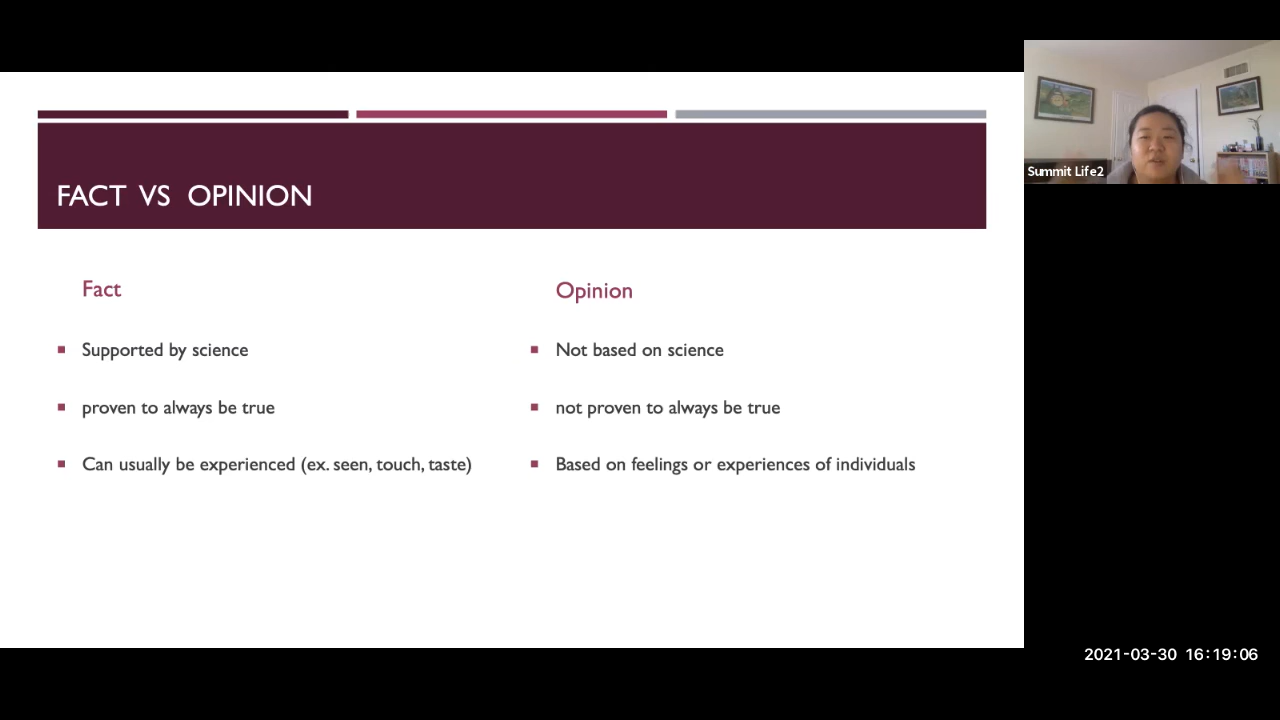 FACT VS OPINION
Fact
Supported by science
proven to always be true
Can usually be experienced (ex. seen, touch, taste)
Opinion
Not based on science
not proven to always be true
Based on feelings or experiences of individuals
Summit Life2
2021-03-30 16:19:06